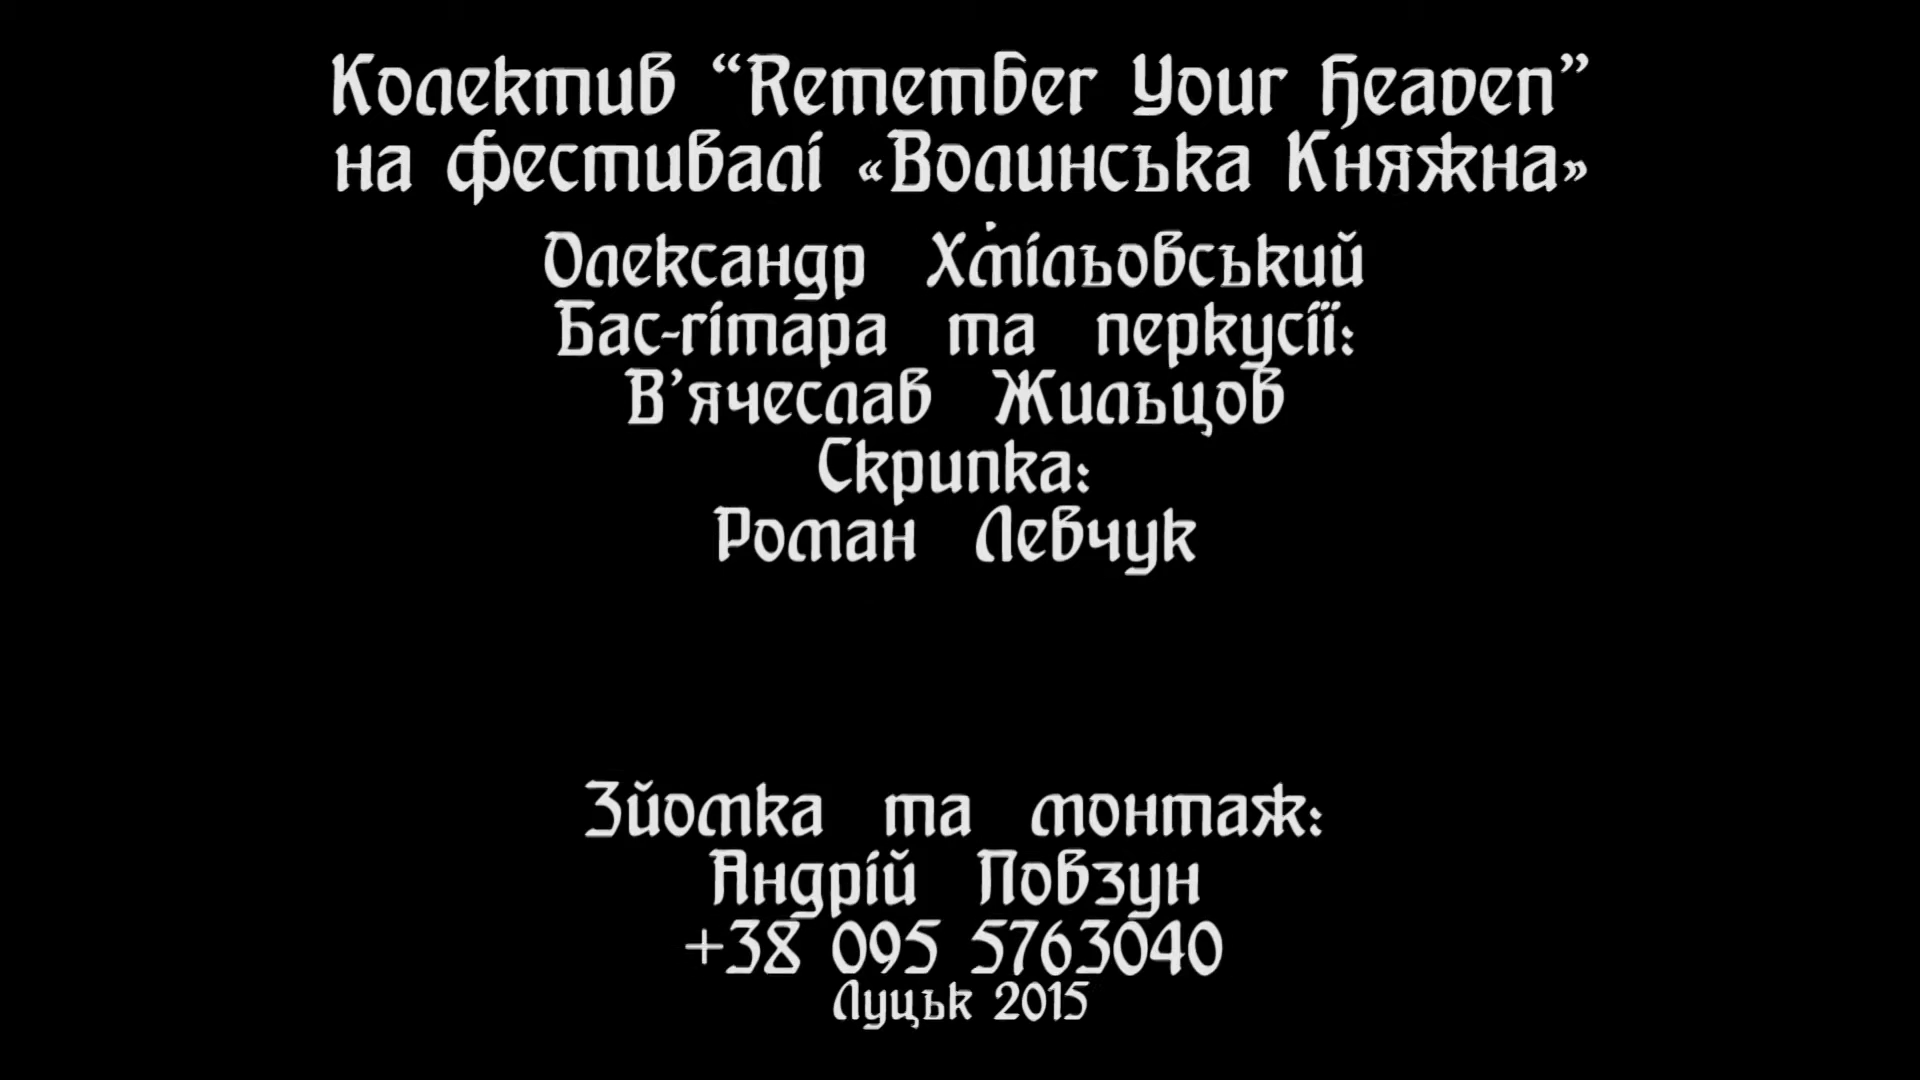 Колектив “Remember Your Heaven”
на фестивалі «Волинська Княжна»
Олександр Хмільовський
Бас-гітара та перкусії:
В’ячеслав Жильцов
Скрипка:
Роман Левчук
Зйомка та монтаж:
Андрій Повзун
+38 095 5763040
Луцьк 2015